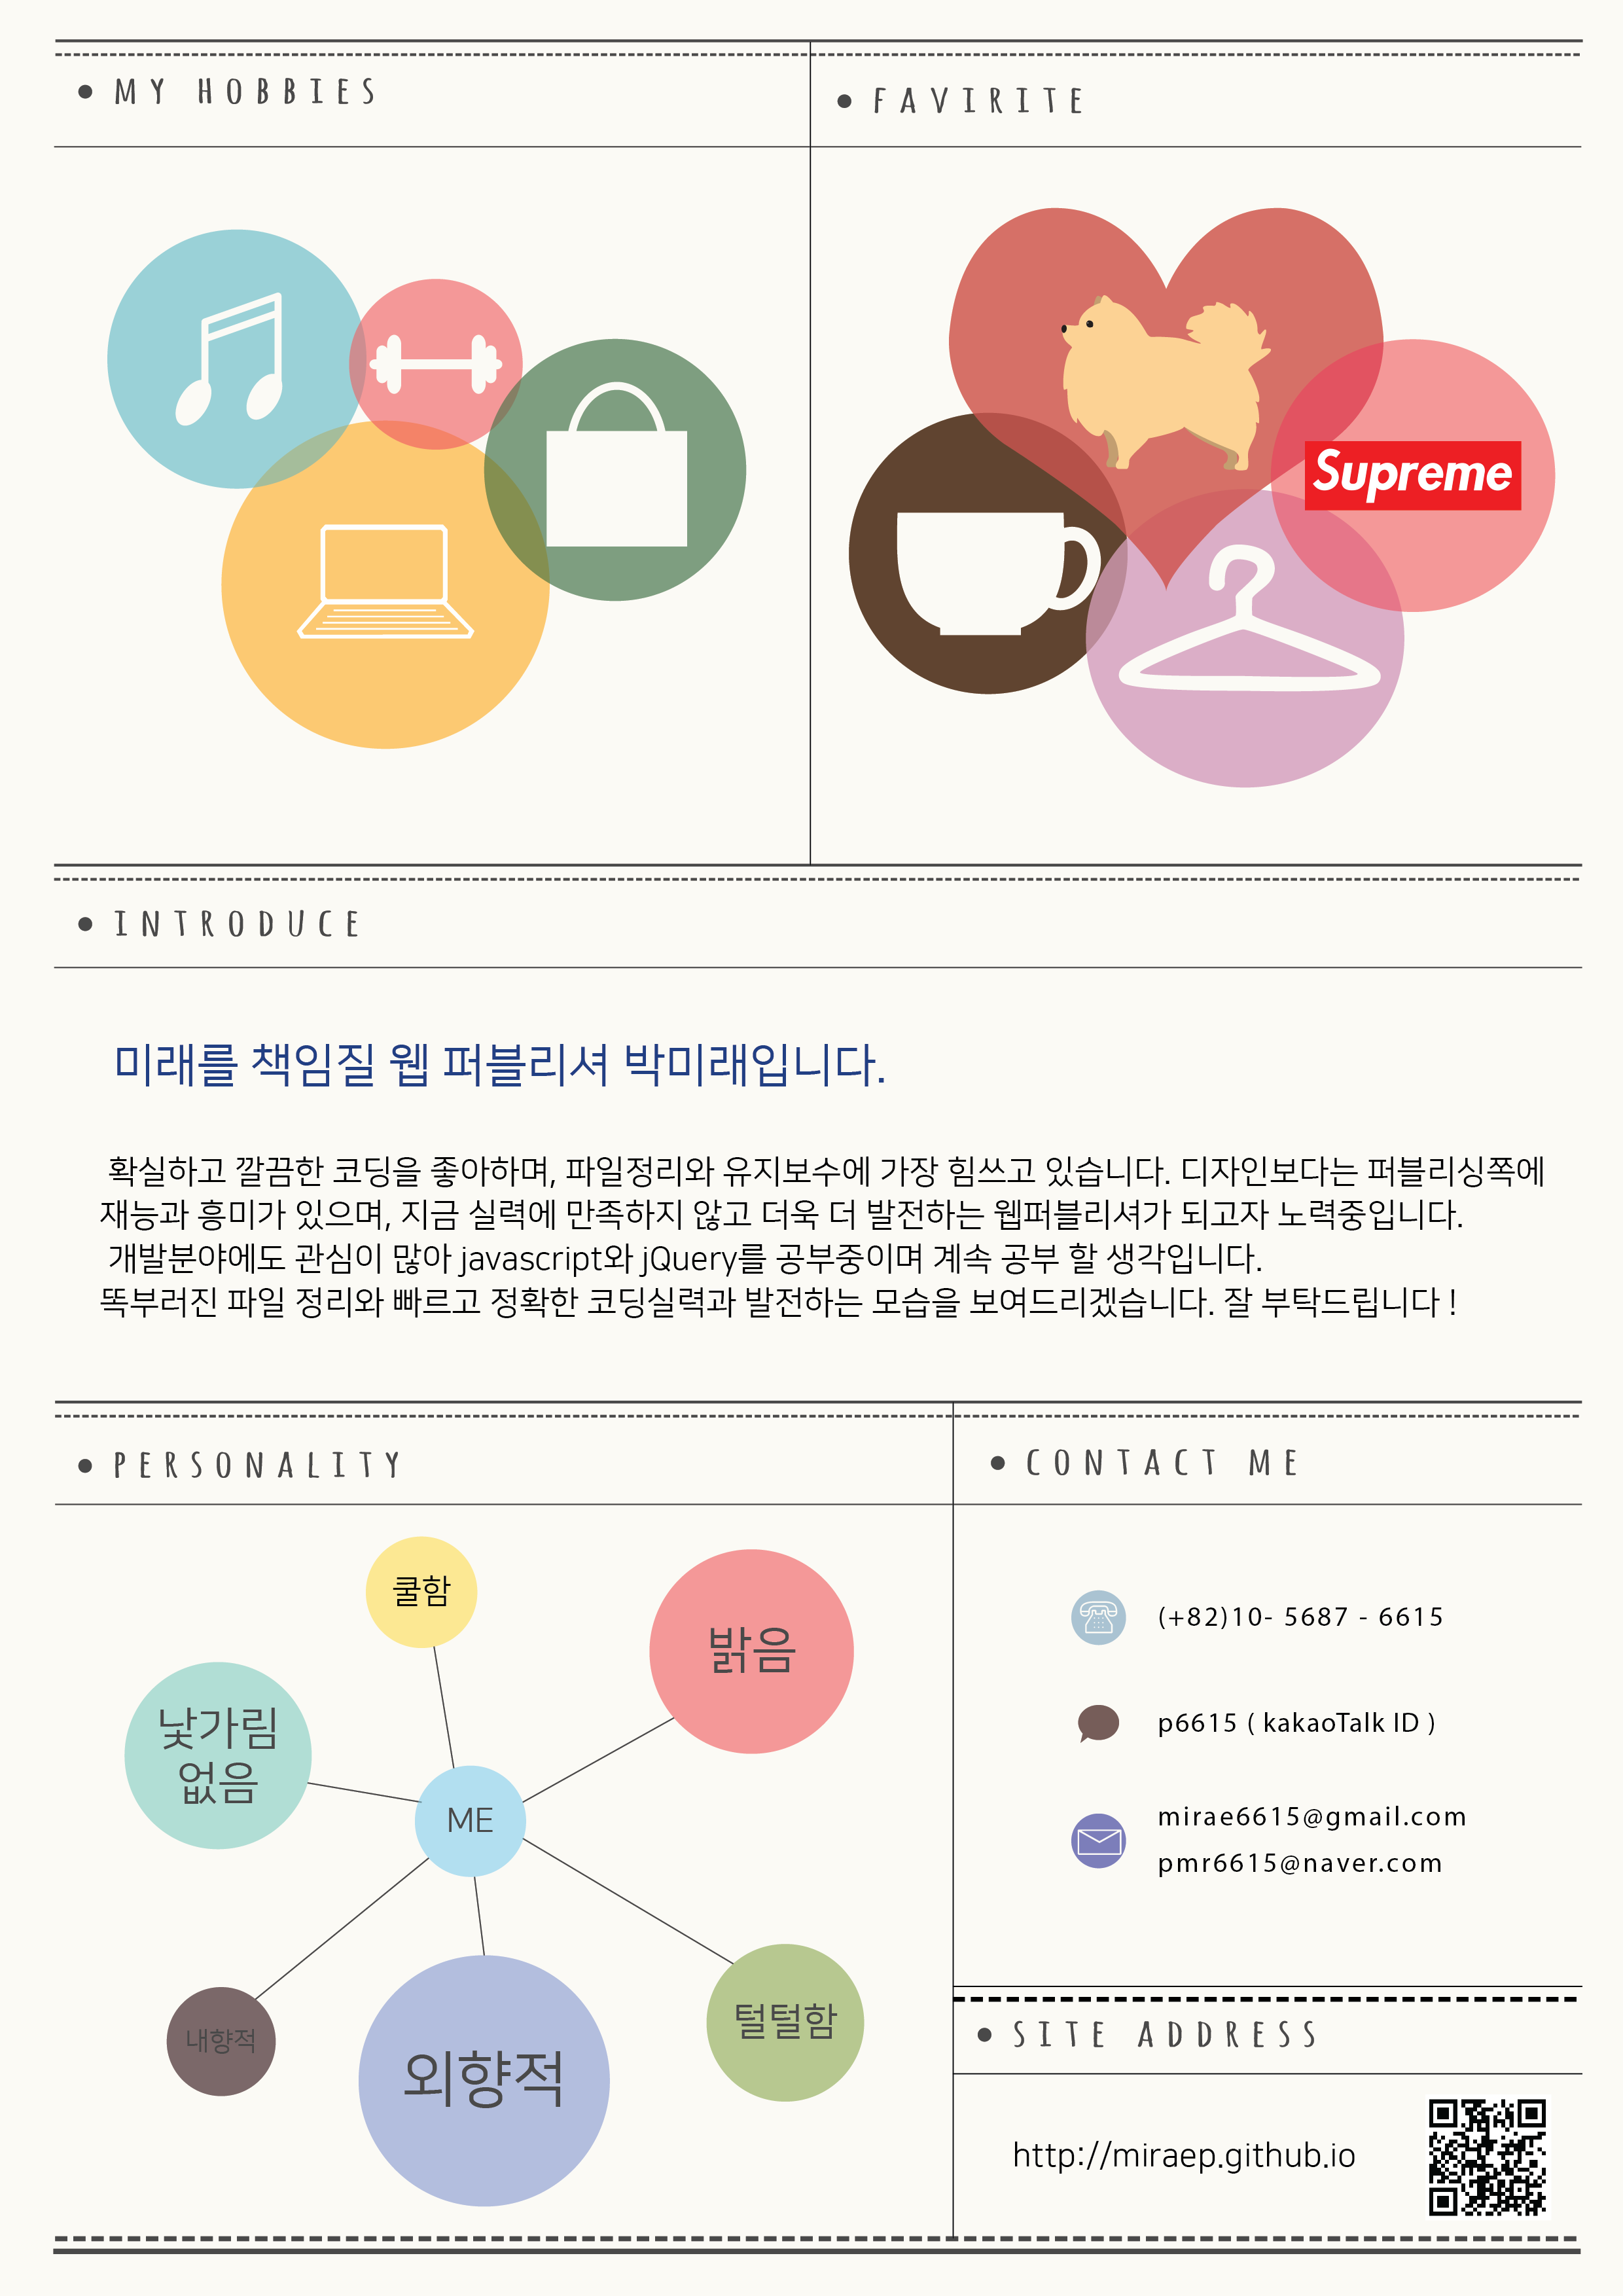 MY HOBBIES
FAVIRITE
Supreme
INTRODUCE
미래를 책임질 웹 퍼블리셔 박미래입니다.
확실하고 깔끔한 코딩을 좋아하며, 파일정리와 유지보수에 가장 힘쓰고 있습니다. 디자인보다는 퍼블리싱쪽에
재능과 흥미가 있으며, 지금 실력에 만족하지 않고 더욱 더 발전하는 웹퍼블리셔가 되고자 노력중입니다.
개발분야에도 관심이 많아 javascript와 jQuery를 공부중이며 계속 공부 할 생각입니다.
똑부러진 파일 정리와 빠르고 정확한 코딩실력과 발전하는 모습을 보여드리겠습니다. 잘 부탁드립니다 !
PERSONALITY
쿨함
밝음
낯가림
없음
ME
내향적
외향적
털털함
CONTACT ME
(+82)10- 5687 - 6615
p6615 ( kakaoTalk ID )
mirae6615@gmail.com
pmr6615@naver.com
SITE ADDRESS
http://miraep.github.io